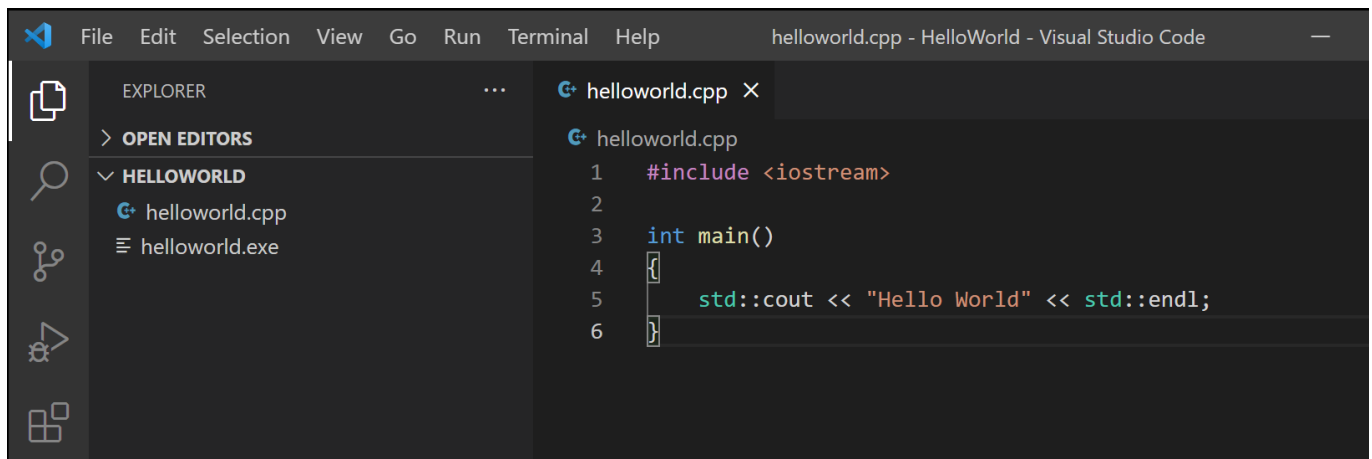 File Edit Selection View Go Run Terminal Help helloworld.cpp - HelloWorld - Visual Studio Code
EXPLORER ...
OPEN EDITORS
HELLOWORLD
helloworld.cpp
helloworld.exe
helloworld.cpp
helloworld.cpp
1 #include <iostream>
2
3 int main()
4 {
5     std::cout << "Hello World" << std::endl;
6 }